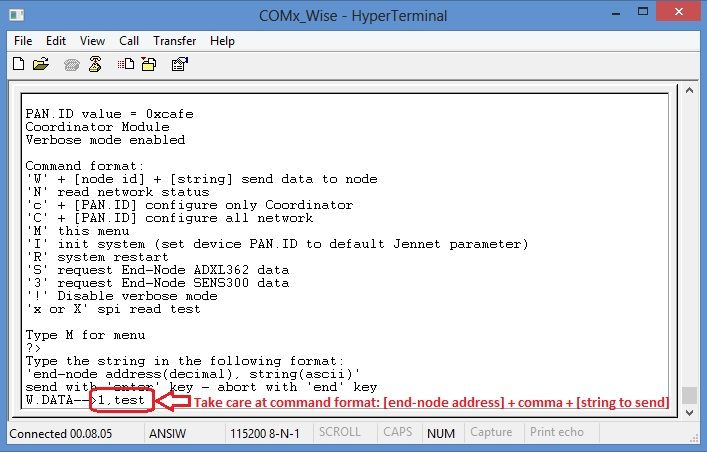 COMx_Wise - HyperTerminal
File Edit View Call Transfer Help
PAN.ID value = 0xcafe
Coordinator Module
Verbose mode enabled
Command format:
'W' + [node id] + [string] send data to node
'N' read network status
'c' + [PAN.ID] configure only Coordinator
'C' + [PAN.ID] configure all network
'M' this menu
'I' init system (set device PAN.ID to default Jennet parameter)
'R' system restart
'S' request End-Node ADXL362 data
'3' request End-Node SENS300 data
'!' Disable verbose mode
'x or X' spi read test
Type M for menu
?>
Type the string in the following format:
'end-node address(decimal), string(ascii)'
send with 'enter' key - abort with 'end' key
W.DATA-->1,test Take care at command format: [end-node address] + comma + [string to send]
Connected 00.08.05 ANSIW 115200 8-N-1 SCROLL CAPS NUM Capture Print echo